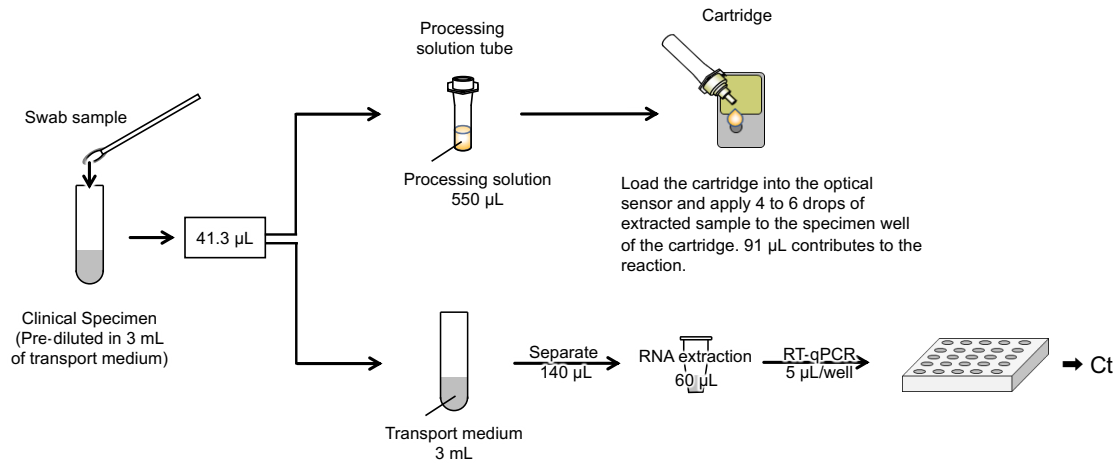 Swab sample
Clinical Specimen
(Pre-diluted in 3 mL
of transport medium)
41.3 µL
Processing
solution tube
Processing solution
550 µL
Cartridge
Load the cartridge into the optical
sensor and apply 4 to 6 drops of
extracted sample to the specimen well
of the cartridge. 91 µL contributes to the
reaction.
Transport medium
3 mL
Separate
140 µL
RNA extraction
60 µL
RT-qPCR
5 µL/well
Ct